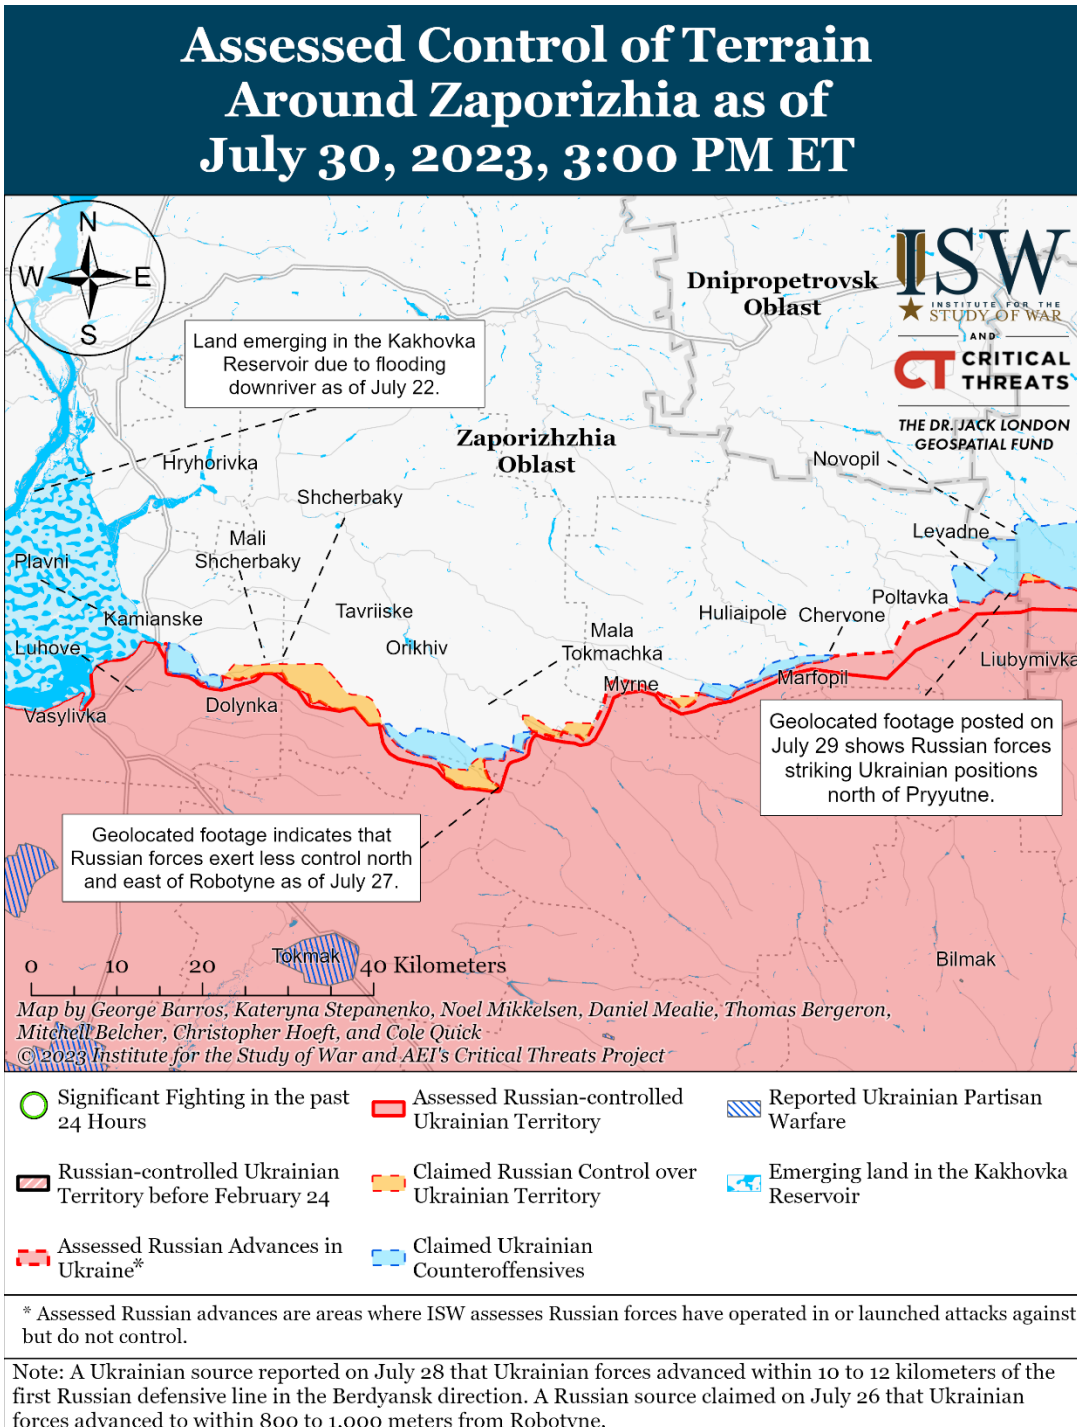 Assessed Control of Terrain
Around Zaporizhia as of
July 30, 2023, 3:00 PM ET
N
W
E
S
Dnipropetrovsk
Oblast
ISW
INSTITUTE FOR THE
STUDY OF WAR
AND
CT CRITICAL
THREATS
THE DR. JACK LONDON
GEOSPATIAL FUND
Land emerging in the Kakhovka
Reservoir due to flooding
downriver as of July 22.
Zaporizhzhia
Oblast
Novopil
Hryhorivka
Shcherbaky
Levadne
Mali
Shcherbaky
Plavni
Poltavka
Kamianske
Tavriiske
Huliaipole
Chervone
Orikhiv
Mala
Tokmachka
Luhove
Liubymivka
Myrne
Marfopil
Vasylivka
Dolynka
Geolocated footage posted on
July 29 shows Russian forces
striking Ukrainian positions
north of Pryyutne.
Geolocated footage indicates that
Russian forces exert less control north
and east of Robotyne as of July 27.
Tokmak
Bilmak
0 10 20 40 Kilometers
Map by George Barros, Kateryna Stepanenko, Noel Mikkelsen, Daniel Mealie, Thomas Bergeron,
Mitchell Belcher, Christopher Hoeft, and Cole Quick
© 2023 Institute for the Study of War and AEI's Critical Threats Project
Significant Fighting in the past
24 Hours
Assessed Russian-controlled
Ukrainian Territory
Reported Ukrainian Partisan
Warfare
Russian-controlled Ukrainian
Territory before February 24
Claimed Russian Control over
Ukrainian Territory
Emerging land in the Kakhovka
Reservoir
Assessed Russian Advances in
Ukraine*
Claimed Ukrainian
Counteroffensives
* Assessed Russian advances are areas where ISW assesses Russian forces have operated in or launched attacks against
but do not control.
Note: A Ukrainian source reported on July 28 that Ukrainian forces advanced within 10 to 12 kilometers of the
first Russian defensive line in the Berdyansk direction. A Russian source claimed on July 26 that Ukrainian
forces advanced to within 800 to 1,000 meters from Robotyne.